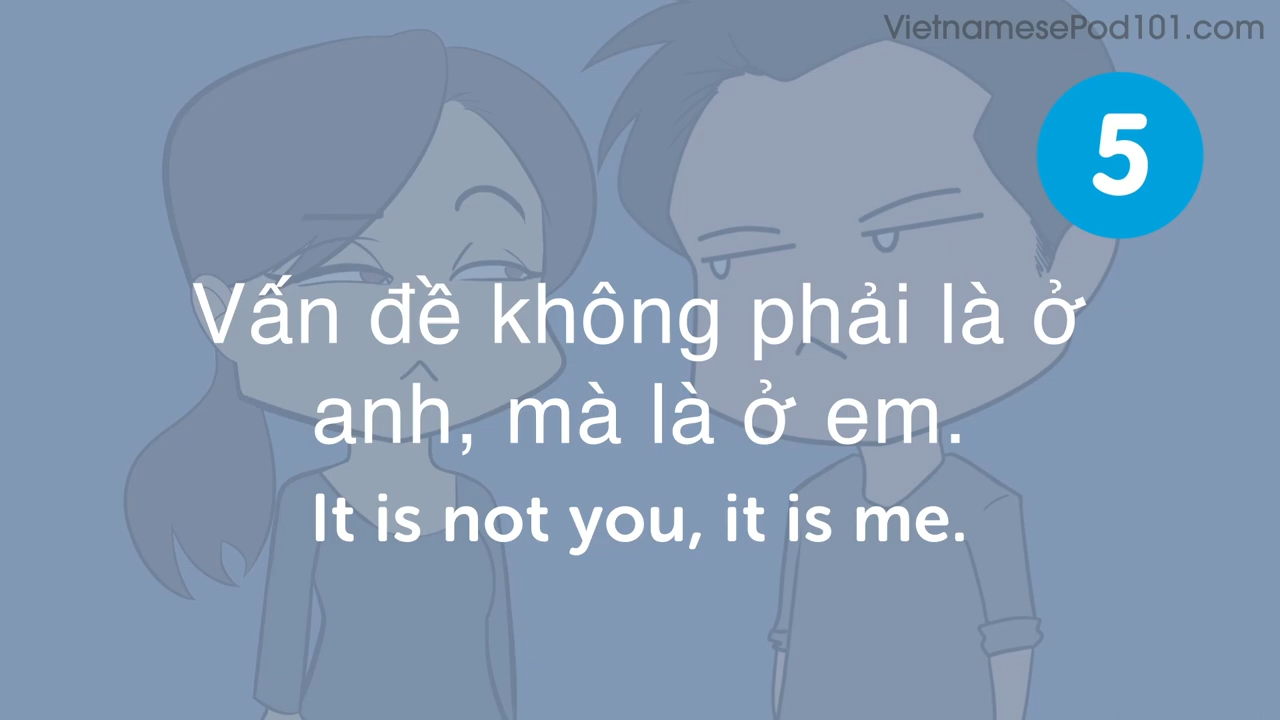 VietnamesePod101.com
5
Vấn đề không phải là ở
anh, mà là ở em.
It is not you, it is me.